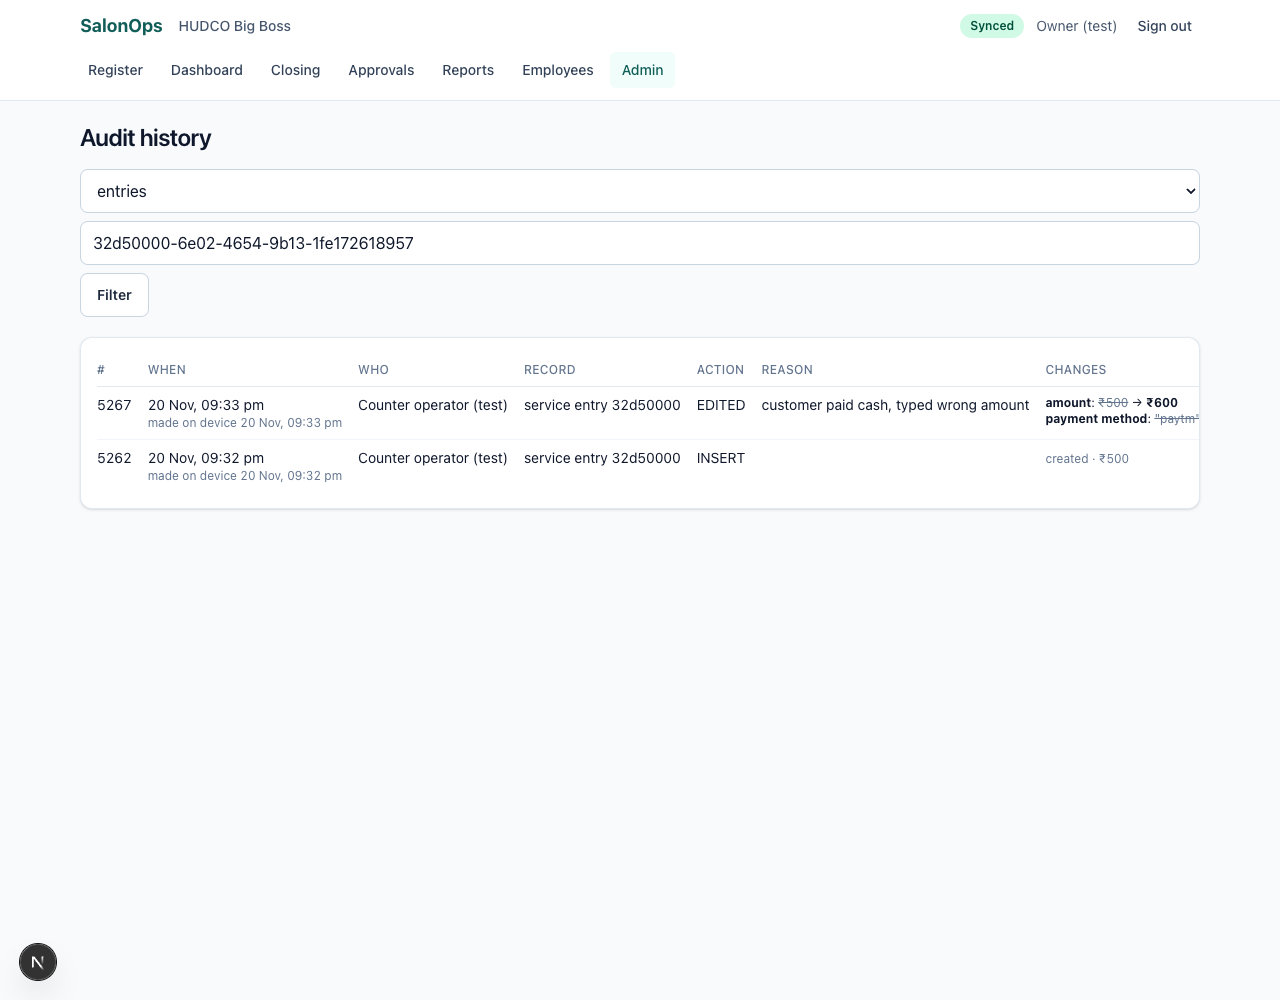 SalonOps HUDCO Big Boss Synced Owner (test) Sign out
Register Dashboard Closing Approvals Reports Employees Admin
Audit history
entries
32d50000-6e02-4654-9b13-1fe172618957
Filter
# WHEN WHO RECORD ACTION REASON CHANGES
5267 20 Nov, 09:33 pm Counter operator (test) service entry 32d50000 EDITED customer paid cash, typed wrong amount amount: ₹500 → ₹600
made on device 20 Nov, 09:33 pm payment method: "paytm"
5262 20 Nov, 09:32 pm Counter operator (test) service entry 32d50000 INSERT created · ₹500
made on device 20 Nov, 09:32 pm
N